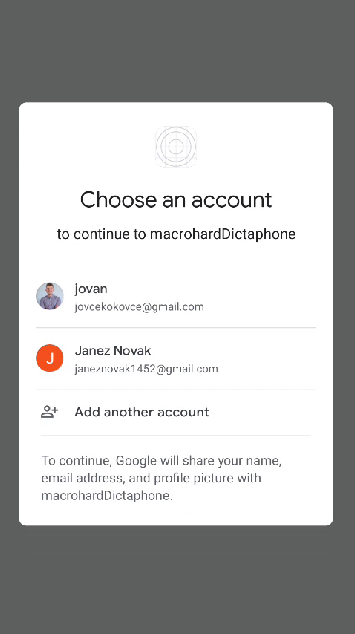 Choose an account
to continue to macrohardDictaphone
jovan
jovcekokovce@gmail.com
J
Janez Novak
janeznovak1452@gmail.com
Add another account
To continue, Google will share your name,
email address, and profile picture with
macrohardDictaphone.